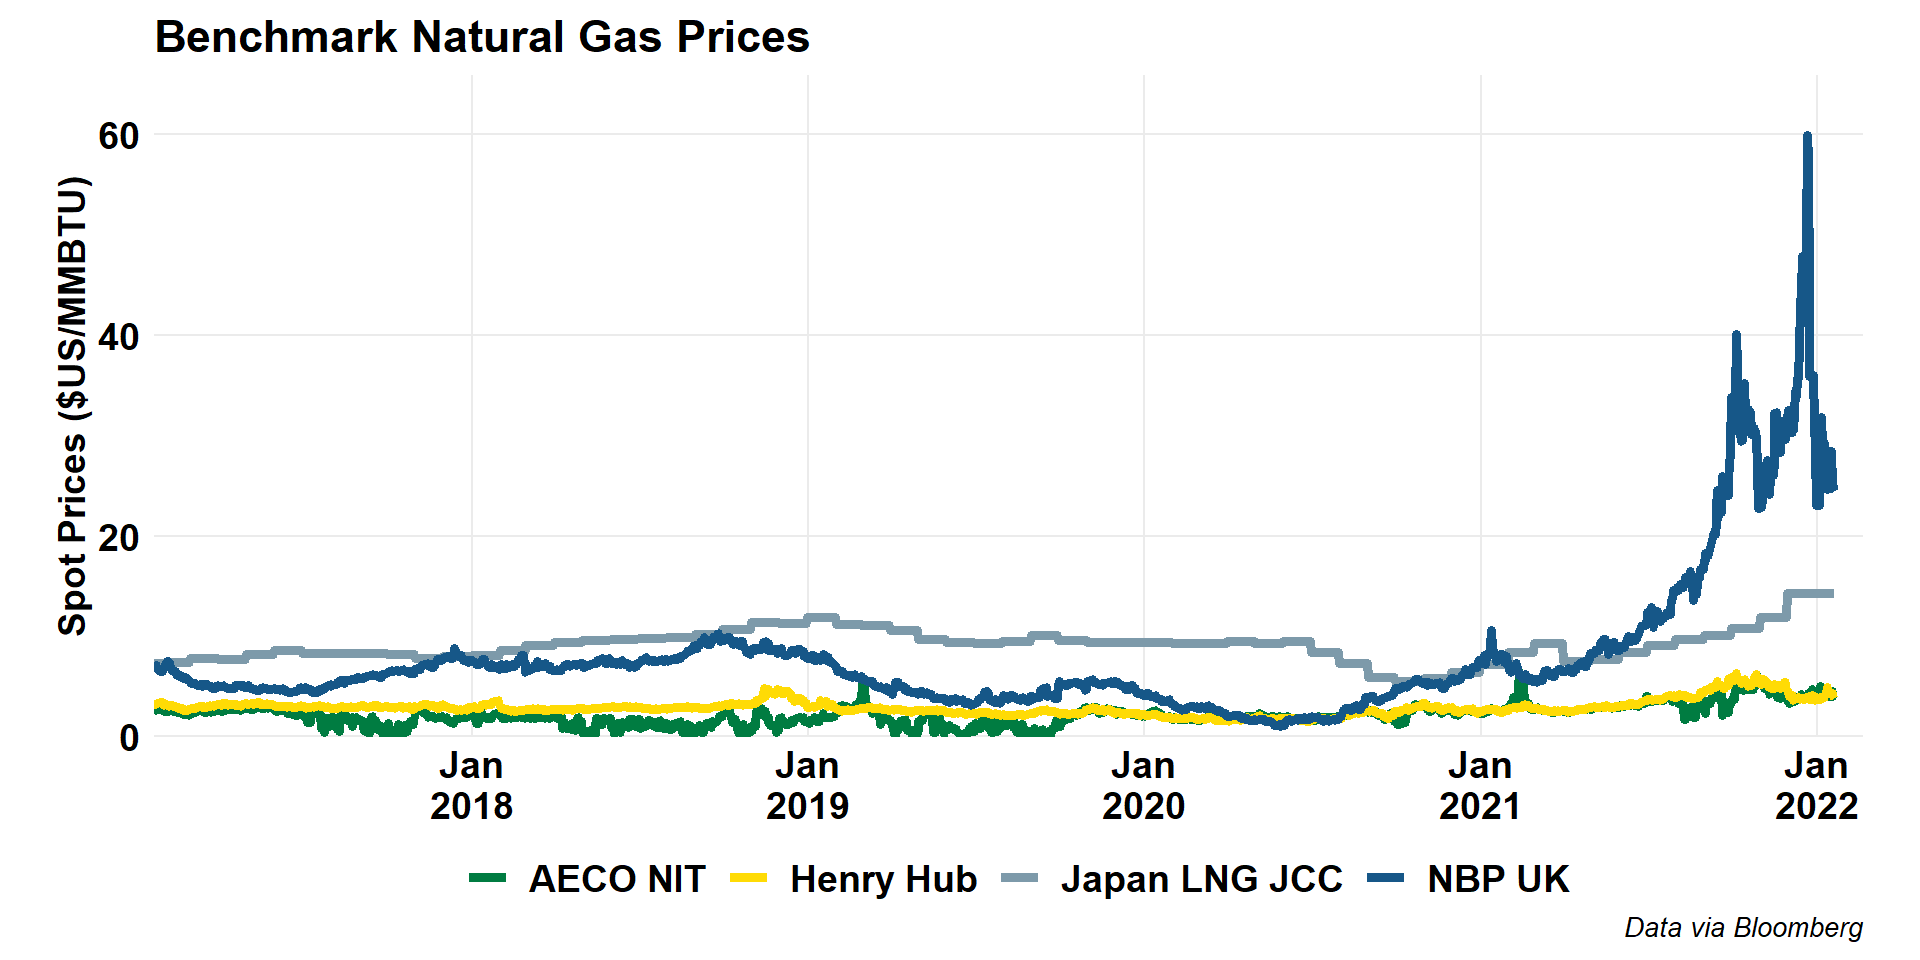 Benchmark Natural Gas Prices
Spot Prices ($US/MMBTU)
60
40
20
0
Jan
2018
Jan
2019
Jan
2020
Jan
2021
Jan
2022
AECO NIT
Henry Hub
Japan LNG JCC
NBP UK
Data via Bloomberg